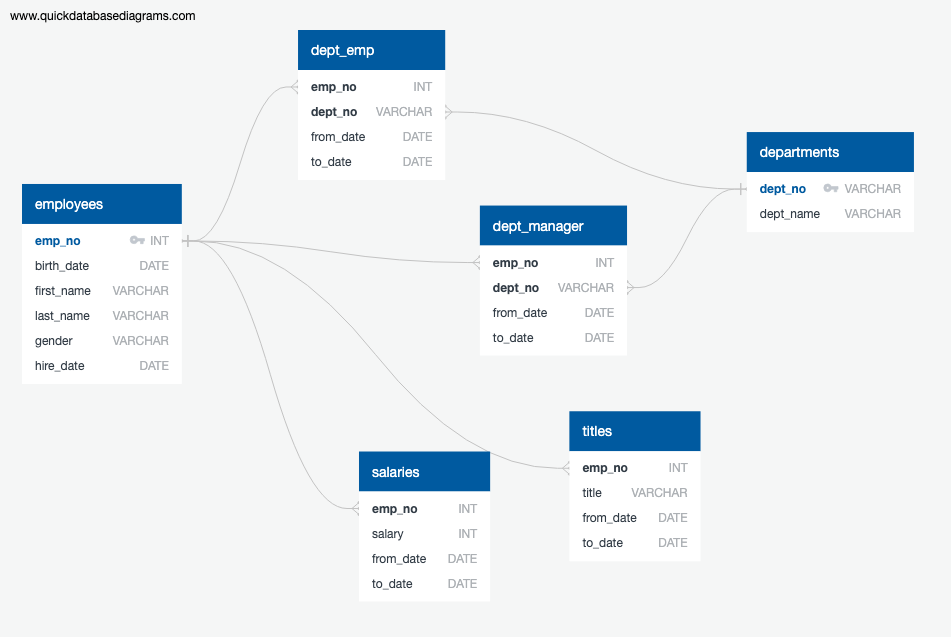 www.quickdatabasediagrams.com
dept_emp
emp_no INT
dept_no VARCHAR
from_date DATE
to_date DATE
departments
dept_no VARCHAR
dept_name VARCHAR
employees
emp_no INT
birth_date DATE
first_name VARCHAR
last_name VARCHAR
gender VARCHAR
hire_date DATE
dept_manager
emp_no INT
dept_no VARCHAR
from_date DATE
to_date DATE
titles
emp_no INT
title VARCHAR
from_date DATE
to_date DATE
salaries
emp_no INT
salary INT
from_date DATE
to_date DATE